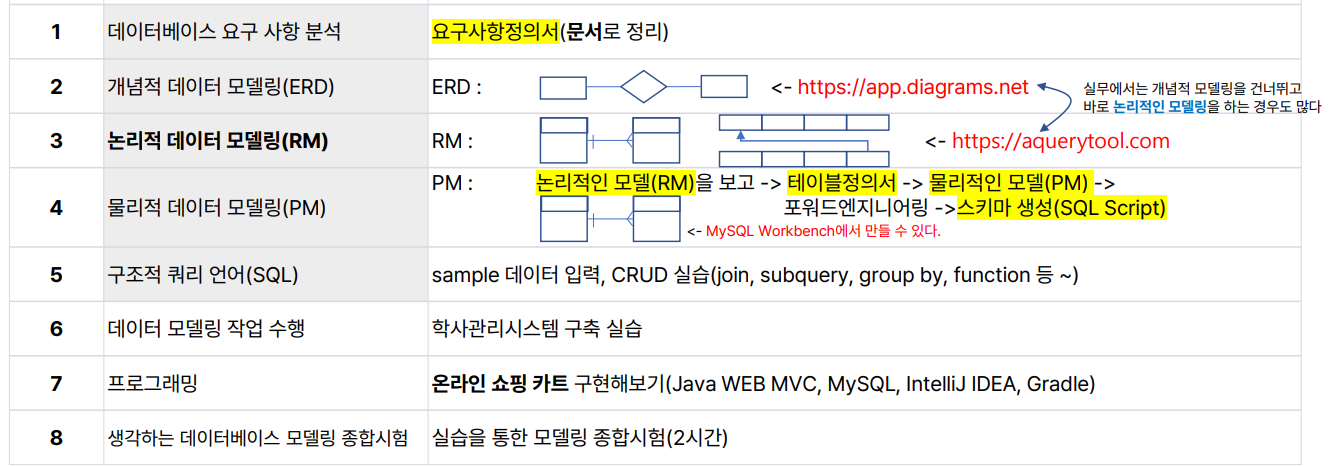 1 데이터베이스 요구 사항 분석 요구사항정의서(문서로 정리)
2 개념적 데이터 모델링(ERD) ERD : <- https://app.diagrams.net
실무에서는 개념적 모델링을 건너뛰고
바로 논리적인 모델링을 하는 경우도 많다
3 논리적 데이터 모델링(RM) RM : <- https://aquerytool.com
4 물리적 데이터 모델링(PM) PM : 논리적인 모델(RM)을 보고 -> 테이블정의서 -> 물리적인 모델(PM) ->
포워드엔지니어링 ->스키마 생성(SQL Script)
<- MySQL Workbench에서 만들 수 있다.
5 구조적 쿼리 언어(SQL) sample 데이터 입력, CRUD 실습(join, subquery, group by, function 등 ~)
6 데이터 모델링 작업 수행 학사관리시스템 구축 실습
7 프로그래밍 온라인 쇼핑 카트 구현해보기(Java WEB MVC, MySQL, IntelliJ IDEA, Gradle)
8 생각하는 데이터베이스 모델링 종합시험 실습을 통한 모델링 종합시험(2시간)